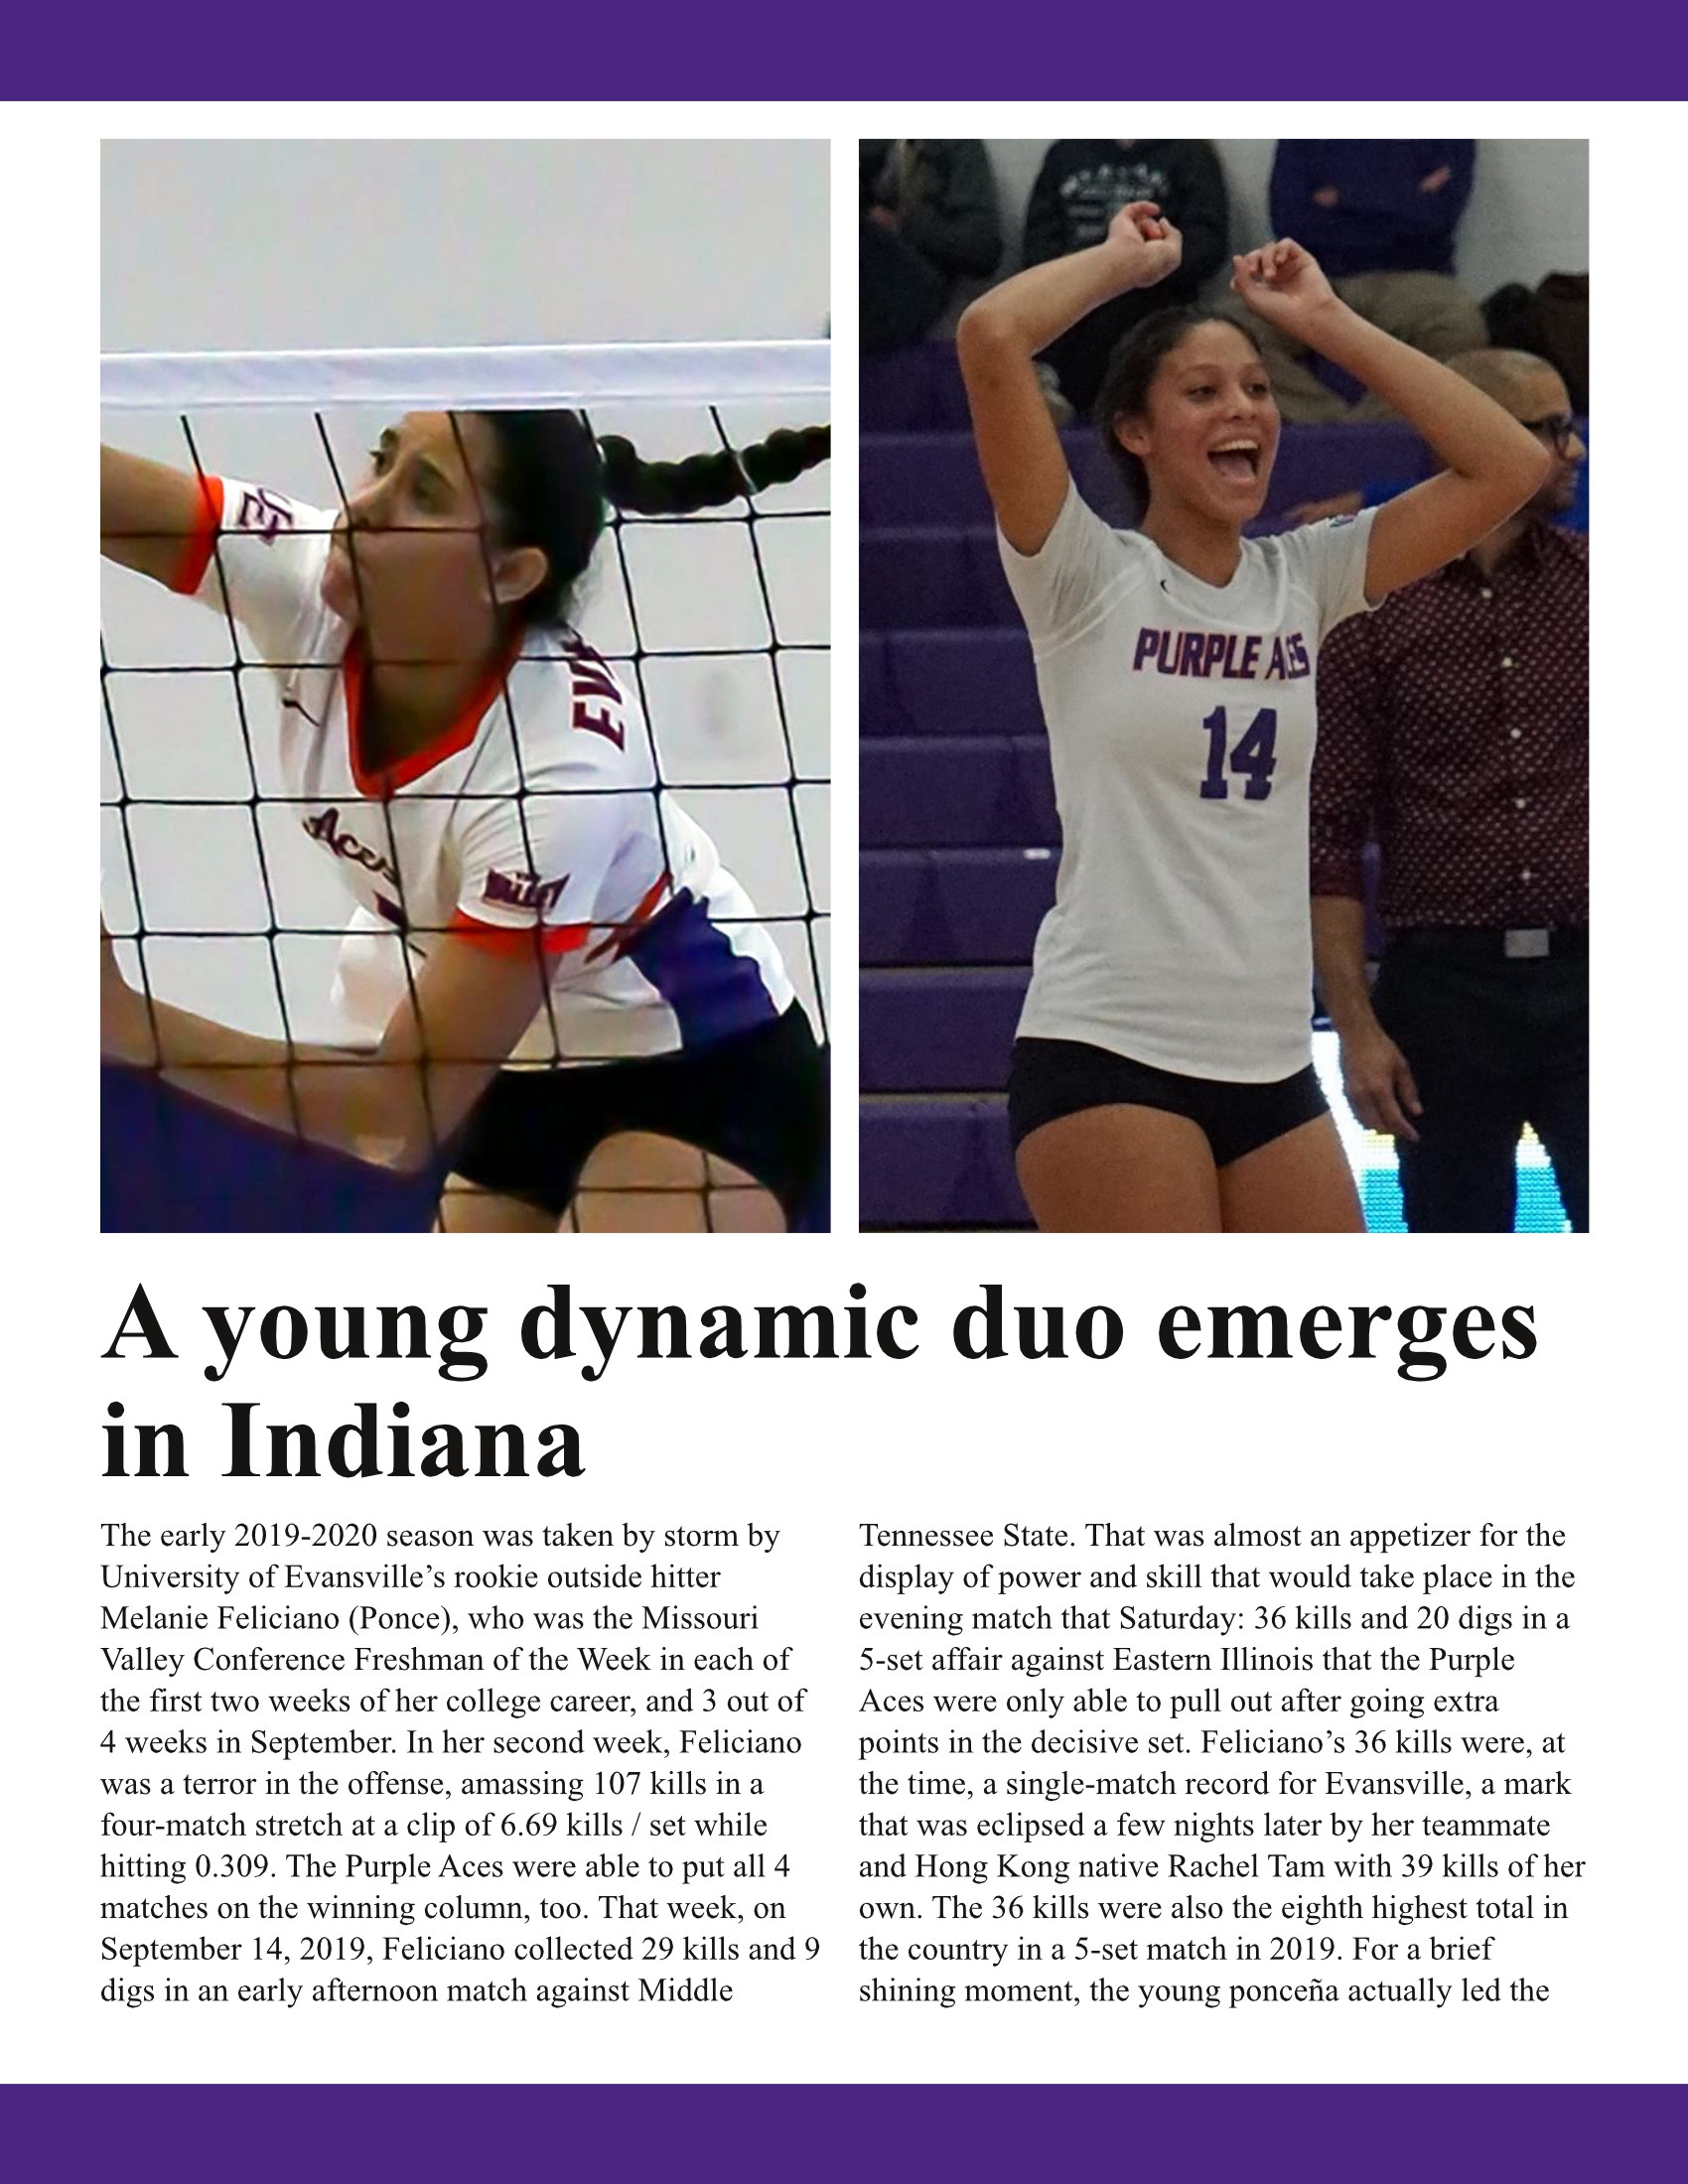 EVA
Aces
VALLEY
PURPLE ACES
14
A young dynamic duo emerges
in Indiana
The early 2019-2020 season was taken by storm by
University of Evansville’s rookie outside hitter
Melanie Feliciano (Ponce), who was the Missouri
Valley Conference Freshman of the Week in each of
the first two weeks of her college career, and 3 out of
4 weeks in September. In her second week, Feliciano
was a terror in the offense, amassing 107 kills in a
four-match stretch at a clip of 6.69 kills / set while
hitting 0.309. The Purple Aces were able to put all 4
matches on the winning column, too. That week, on
September 14, 2019, Feliciano collected 29 kills and 9
digs in an early afternoon match against Middle
Tennessee State. That was almost an appetizer for the
display of power and skill that would take place in the
evening match that Saturday: 36 kills and 20 digs in a
5-set affair against Eastern Illinois that the Purple
Aces were only able to pull out after going extra
points in the decisive set. Feliciano’s 36 kills were, at
the time, a single-match record for Evansville, a mark
that was eclipsed a few nights later by her teammate
and Hong Kong native Rachel Tam with 39 kills of her
own. The 36 kills were also the eighth highest total in
the country in a 5-set match in 2019. For a brief
shining moment, the young ponceña actually led the